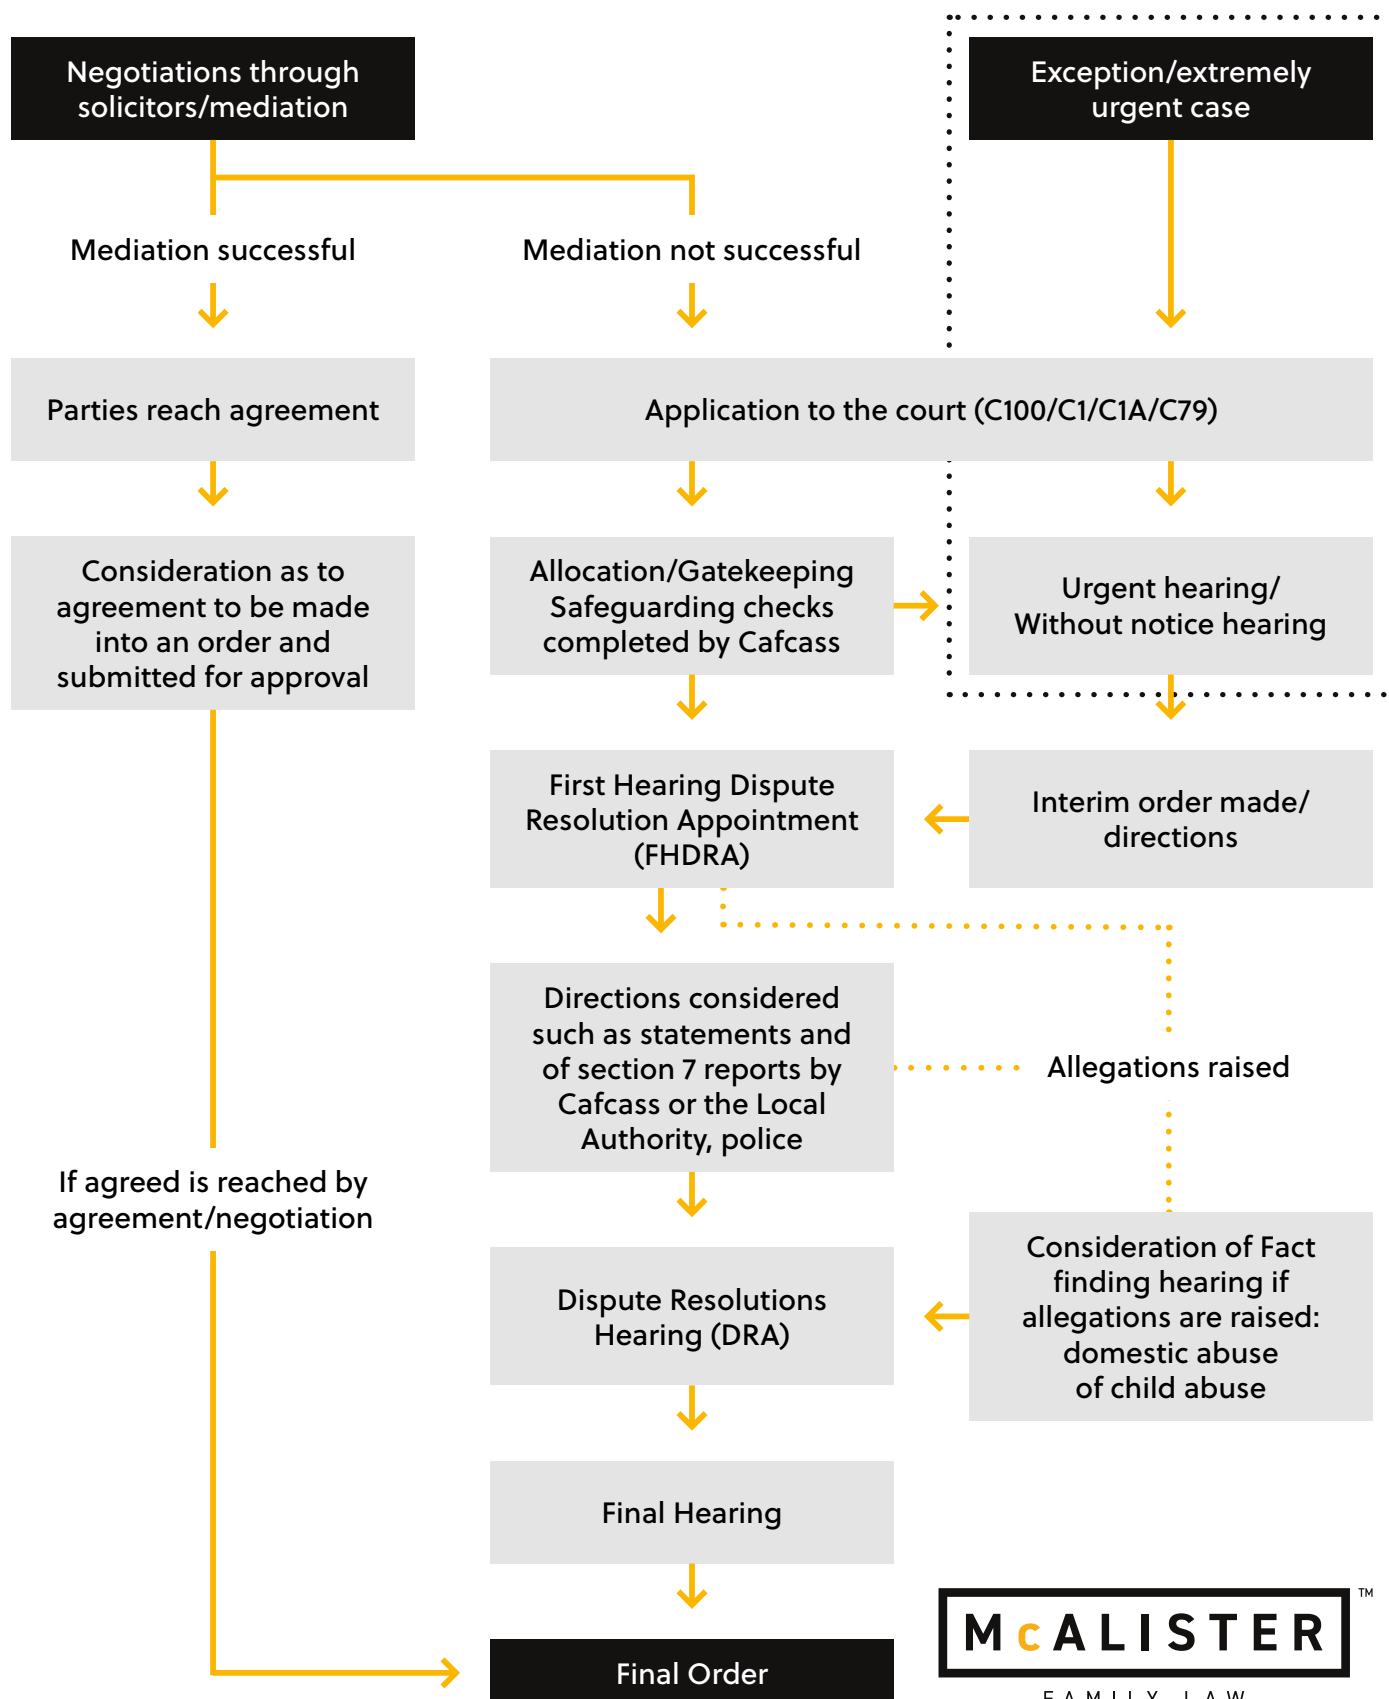 Negotiations through
solicitors/mediation
Exception/extremely
urgent case
Mediation successful
Mediation not successful
Parties reach agreement
Application to the court (C100/C1/C1A/C79)
Consideration as to
agreement to be made
into an order and
submitted for approval
Allocation/Gatekeeping
Safeguarding checks
completed by Cafcass
Urgent hearing/
Without notice hearing
First Hearing Dispute
Resolution Appointment
(FHDRA)
Interim order made/
directions
Directions considered
such as statements and
of section 7 reports by
Cafcass or the Local
Authority, police
Allegations raised
If agreed is reached by
agreement/negotiation
Consideration of Fact
finding hearing if
allegations are raised:
domestic abuse
of child abuse
Dispute Resolutions
Hearing (DRA)
Final Hearing
Final Order
McALISTER
TM
FAMILY LAW